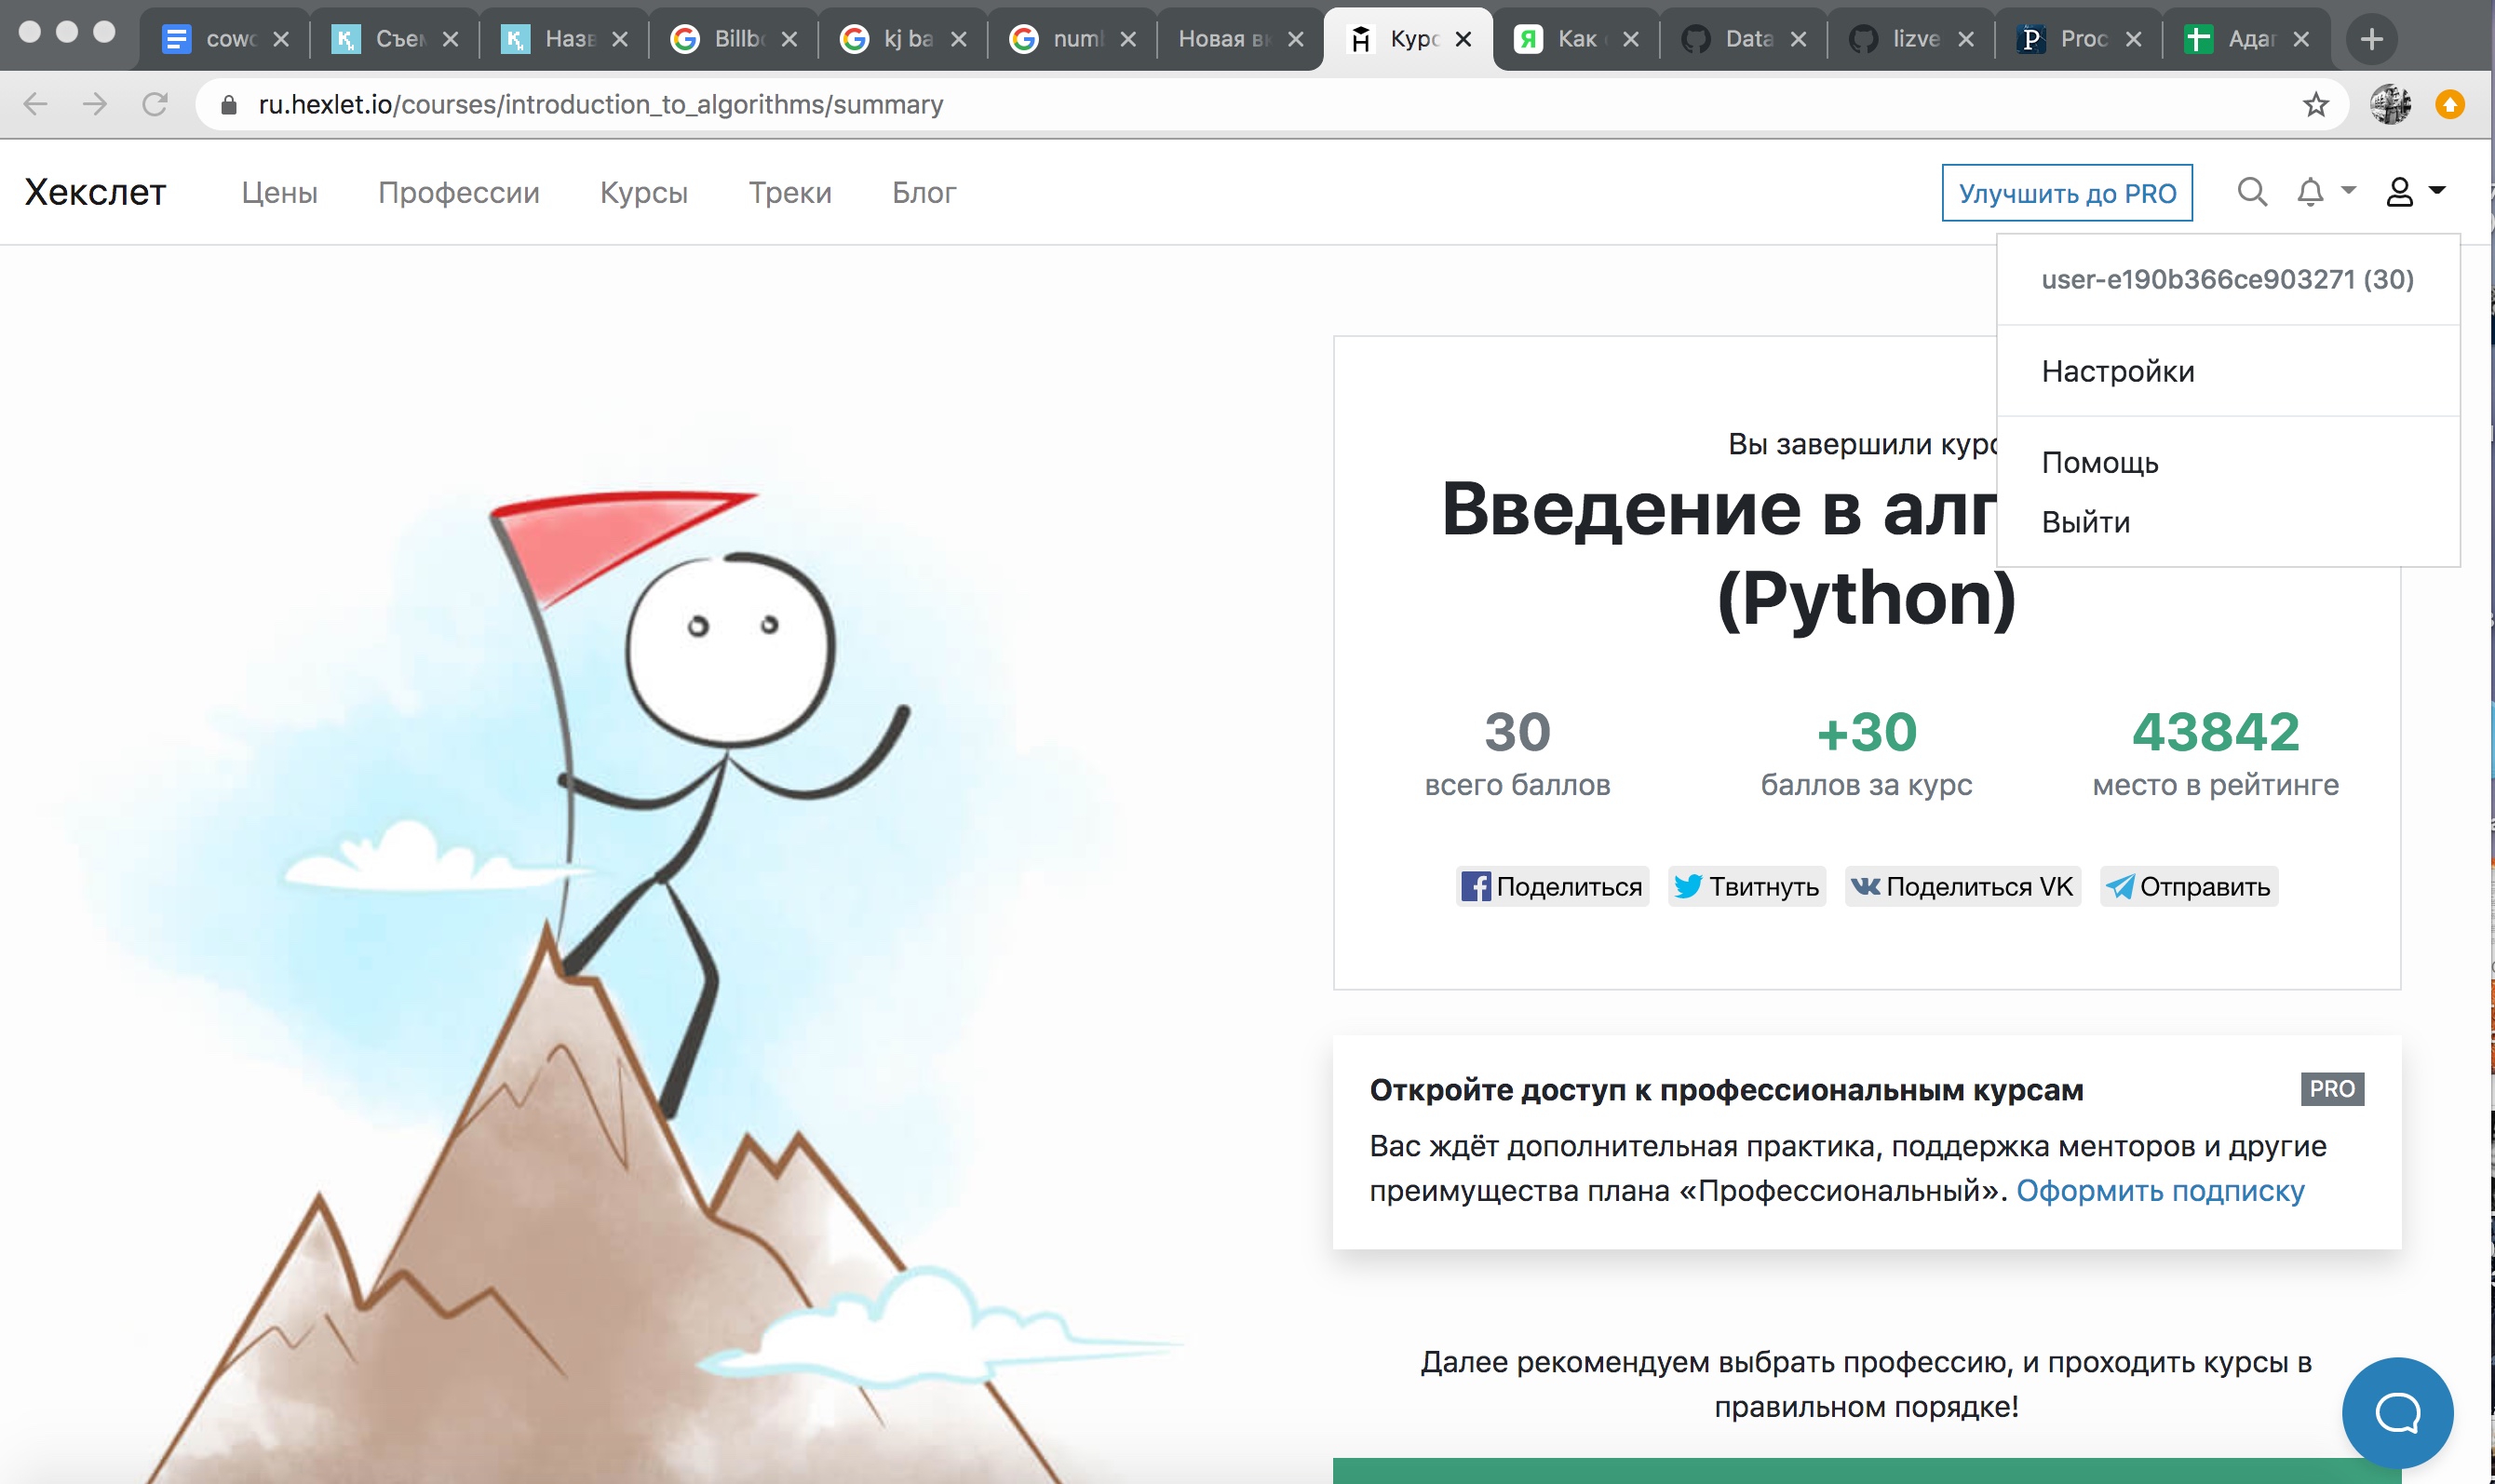 Съе
Назв
kj ba
Новая в
Курс
Как
Data
lizve
Proc
Адап
ru.hexlet.io/courses/introduction_to_algorithms/summary
Хекслет Цены Профессии Курсы Треки Блог Улучшить до PRO
user-e190b366ce903271 (30)
Настройки
Помощь
Выйти
Вы завершили курс
Введение в алг
(Python)
30 +30 43842
всего баллов баллов за курс место в рейтинге
Поделиться Твитнуть Поделиться VK Отправить
Откройте доступ к профессиональным курсам PRO
Вас ждёт дополнительная практика, поддержка менторов и другие
преимущества плана «Профессиональный». Оформить подписку
Далее рекомендуем выбрать профессию, и проходить курсы в
правильном порядке!